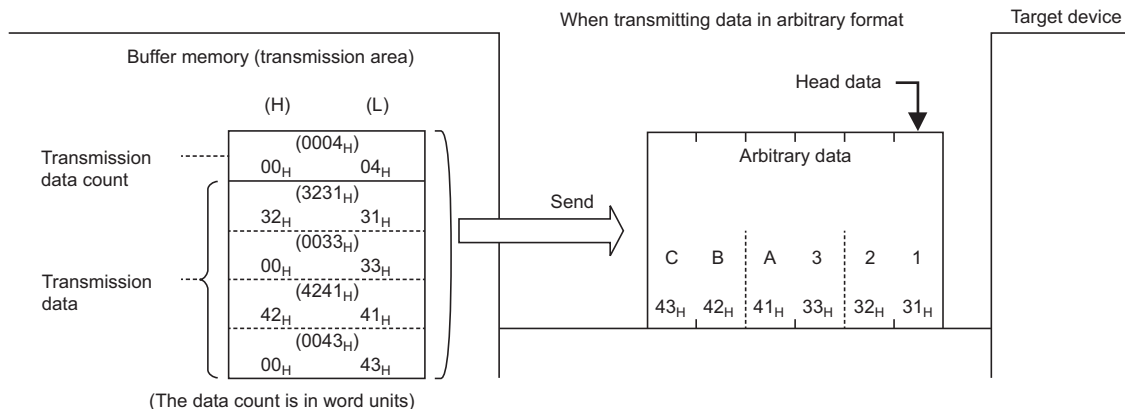 When transmitting data in arbitrary format
Target device
Buffer memory (transmission area)
Head data
(H) (L)
Transmission data count
(0004H)
00H 04H
Arbitrary data
Transmission data
(3231H)
32H 31H
(0033H)
00H 33H
(4241H)
42H 41H
(0043H)
00H 43H
Send
C B A 3 2 1
43H 42H 41H 33H 32H 31H
(The data count is in word units)